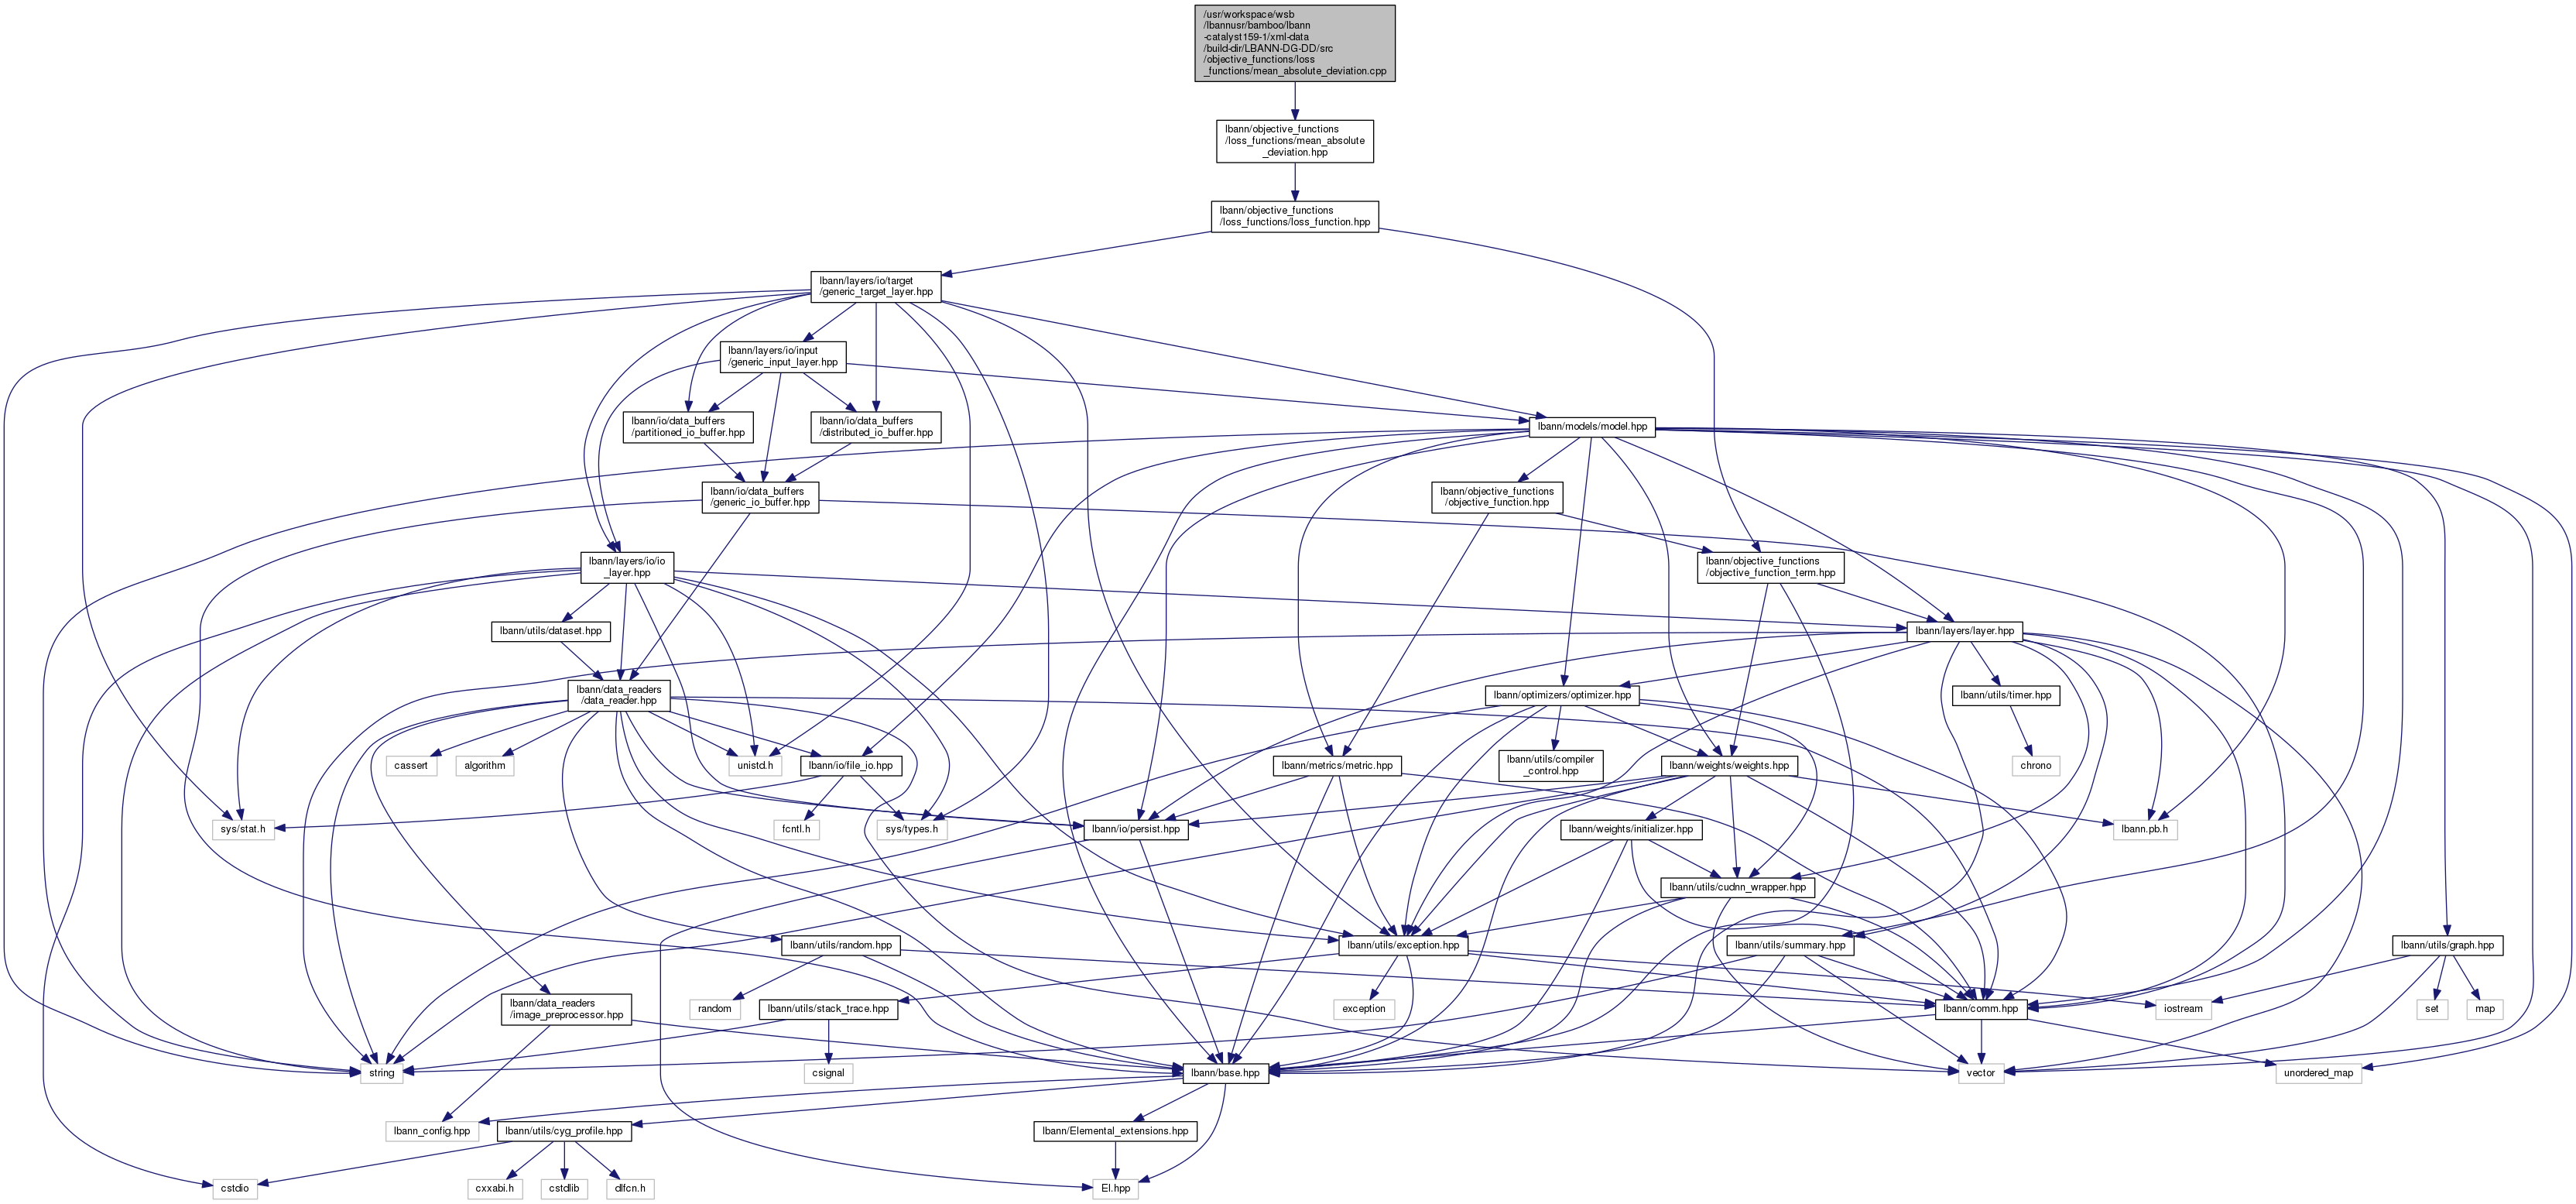 /usr/workspace/wsb
/lbannusr/bamboo/lbann
-catalyst159-1/xml-data
/build-dir/LBANN-DG-DD/src
/objective_functions/loss
_functions/mean_absolute_deviation.cpp
lbann/objective_functions
/loss_functions/mean_absolute
_deviation.hpp
lbann/objective_functions
/loss_functions/loss_function.hpp
lbann/layers/io/target
/generic_target_layer.hpp
lbann/layers/io/input
/generic_input_layer.hpp
lbann/io/data_buffers
/partitioned_io_buffer.hpp
lbann/io/data_buffers
/distributed_io_buffer.hpp
lbann/models/model.hpp
lbann/io/data_buffers
/generic_io_buffer.hpp
lbann/objective_functions
/objective_function.hpp
lbann/layers/io/io
_layer.hpp
lbann/objective_functions
/objective_function_term.hpp
lbann/utils/dataset.hpp
lbann/layers/layer.hpp
lbann/data_readers
/data_reader.hpp
lbann/optimizers/optimizer.hpp
lbann/utils/timer.hpp
cassert
algorithm
unistd.h
lbann/io/file_io.hpp
lbann/metrics/metric.hpp
lbann/utils/compiler
_control.hpp
lbann/weights/weights.hpp
chrono
sys/stat.h
fcntl.h
sys/types.h
lbann/io/persist.hpp
lbann/weights/initializer.hpp
lbann.pb.h
lbann/utils/cudnn_wrapper.hpp
lbann/utils/random.hpp
lbann/utils/exception.hpp
lbann/utils/summary.hpp
lbann/utils/graph.hpp
lbann/data_readers
/image_preprocessor.hpp
random
lbann/utils/stack_trace.hpp
exception
lbann/comm.hpp
iostream
set
map
string
csignal
lbann/base.hpp
vector
unordered_map
lbann_config.hpp
lbann/utils/cyg_profile.hpp
lbann/Elemental_extensions.hpp
cstdio
cxxabi.h
cstdlib
dlfcn.h
El.hpp